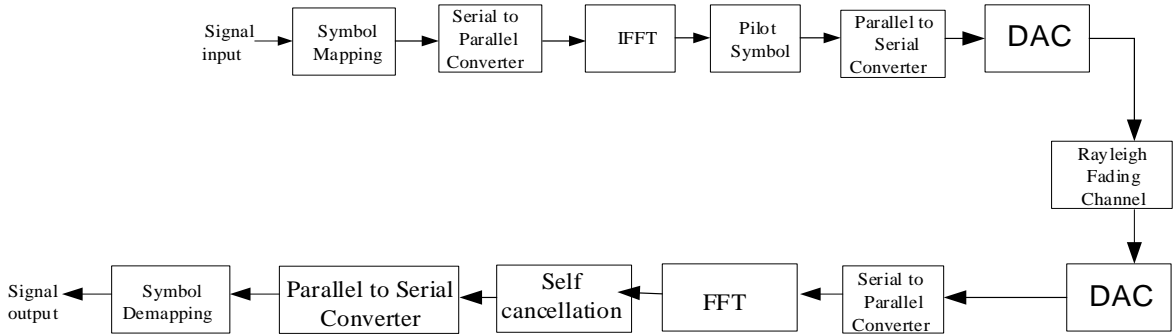 Signal
input
Symbol
Mapping
Serial to
Parallel
Converter
IFFT
Pilot
Symbol
Parallel to
Serial
Converter
DAC
Rayleigh
Fading
Channel
DAC
Serial to
Parallel
Converter
FFT
Self
cancellation
Parallel to Serial
Converter
Symbol
Demapping
Signal
output